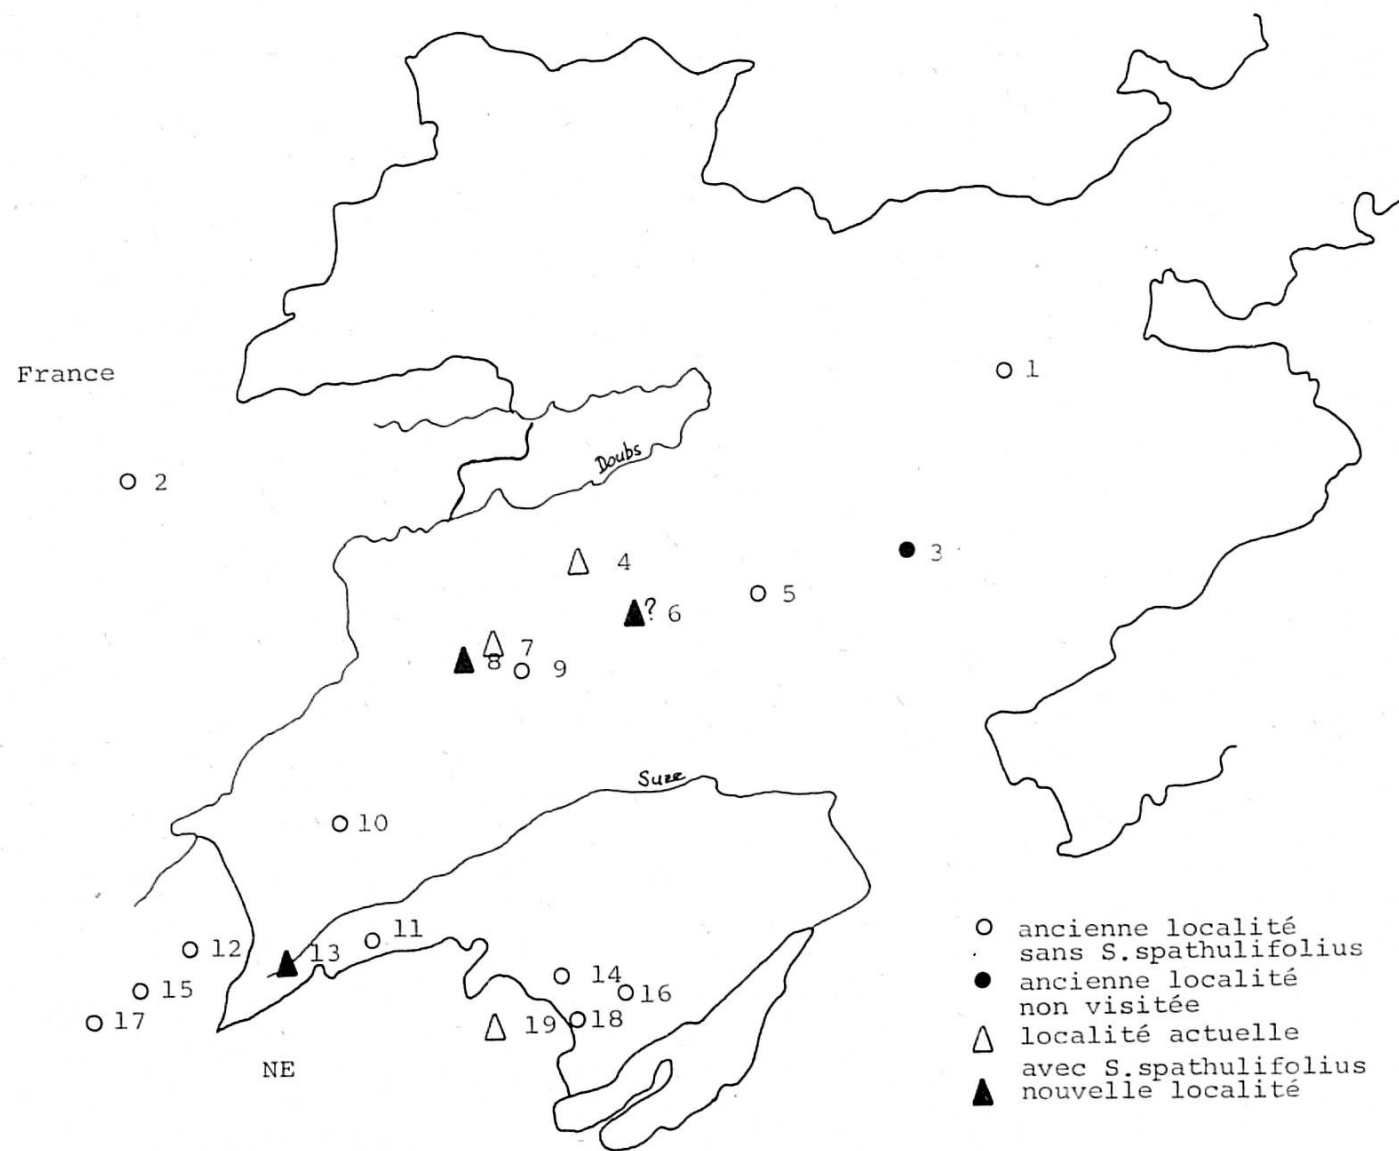 1
France
Doubs
2
3
4
5
? 6
7
8
9
Suze
10
11
12
13
14
15
16
17
18
19
NE
ancienne localité
sans S.spathulifolius
ancienne localité
non visitée
localité actuelle
avec S.spathulifolius
nouvelle localité